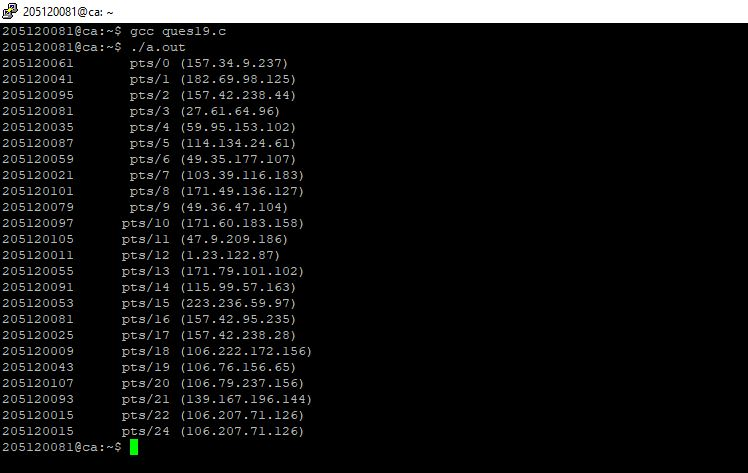 205120081@ca: ~
205120081@ca:~$ gcc ques19.c
205120081@ca:~$ ./a.out
205120061 pts/0 (157.34.9.237)
205120041 pts/1 (182.69.98.125)
205120095 pts/2 (157.42.238.44)
205120081 pts/3 (27.61.64.96)
205120035 pts/4 (59.95.153.102)
205120087 pts/5 (114.134.24.61)
205120059 pts/6 (49.35.177.107)
205120021 pts/7 (103.39.116.183)
205120101 pts/8 (171.49.136.127)
205120079 pts/9 (49.36.47.104)
205120097 pts/10 (171.60.183.158)
205120105 pts/11 (47.9.209.186)
205120011 pts/12 (1.23.122.87)
205120055 pts/13 (171.79.101.102)
205120091 pts/14 (115.99.57.163)
205120053 pts/15 (223.236.59.97)
205120081 pts/16 (157.42.95.235)
205120025 pts/17 (157.42.238.28)
205120009 pts/18 (106.222.172.156)
205120043 pts/19 (106.76.156.65)
205120107 pts/20 (106.79.237.156)
205120093 pts/21 (139.167.196.144)
205120015 pts/22 (106.207.71.126)
205120015 pts/24 (106.207.71.126)
205120081@ca:~$